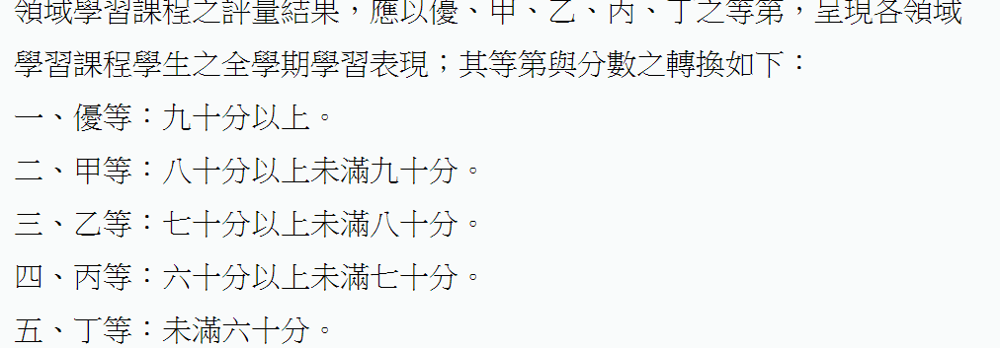 領域學習課程之評量結果，應以優、甲、乙、丙、丁之等第，呈現各領域
學習課程學生之全學期學習表現；其等第與分數之轉換如下：
一、優等：九十分以上。
二、甲等：八十分以上未滿九十分。
三、乙等：七十分以上未滿八十分。
四、丙等：六十分以上未滿七十分。
五、丁等：未滿六十分。